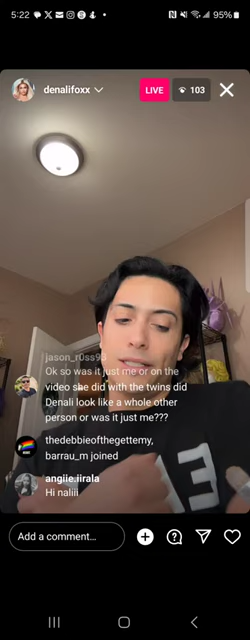 5:22
95%
denalifoxx
LIVE
103
jason_r0ss93
Ok so was it just me or on the
video she did with the twins did
Denali look like a whole other
person or was it just me???
thedebbieofthegettemy,
barrau_m joined
angiie.iirala
Hi naliii
Add a comment...